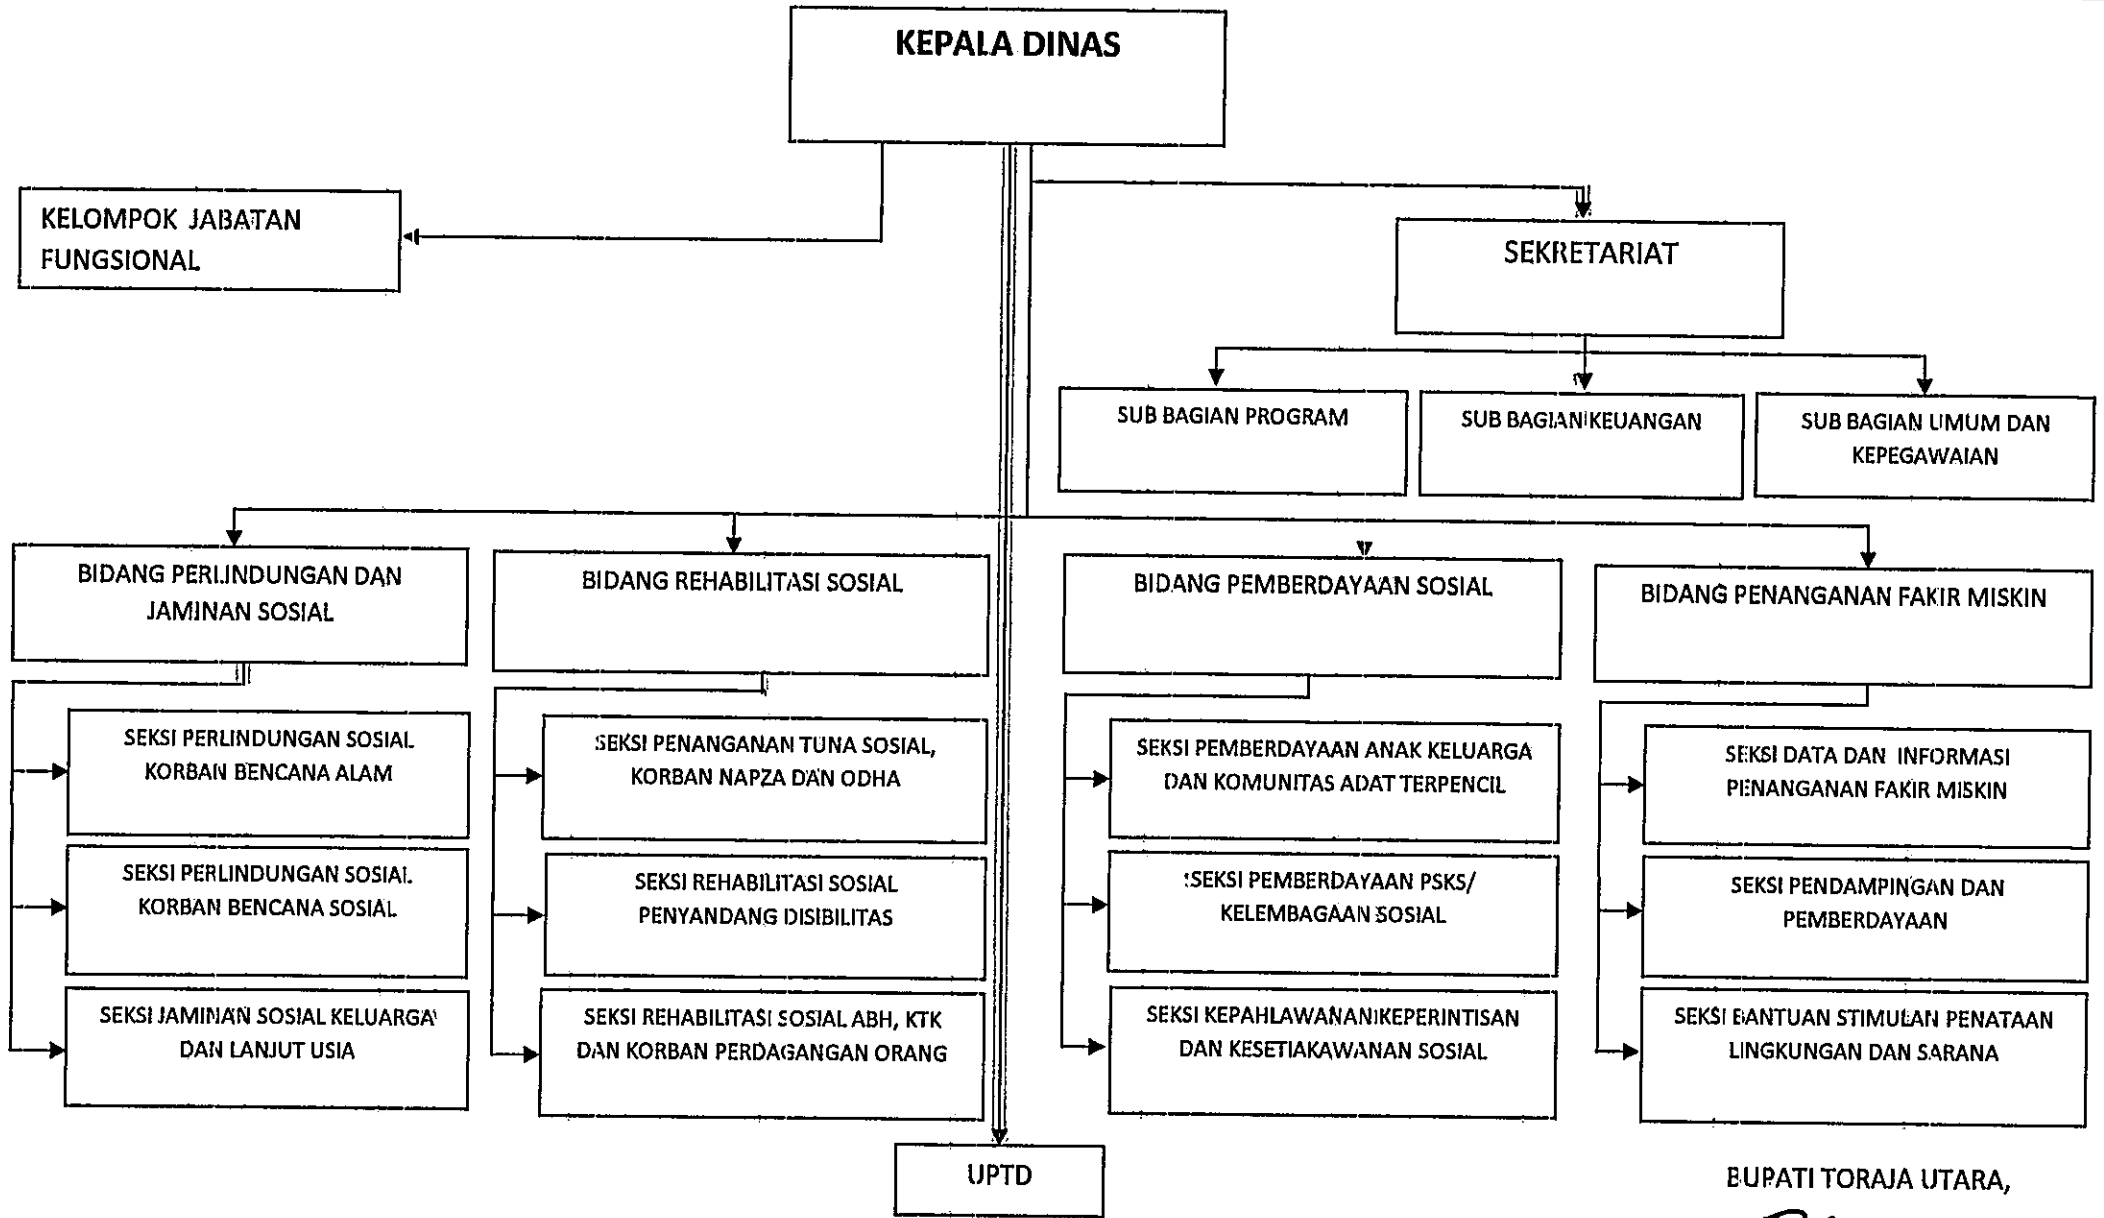 KEPALA DINAS
KELOMPOK JABATAN
FUNGSIONAL
SEKRETARIAT
SUB BAGIAN PROGRAM
SUB BAGIAN KEUANGAN
SUB BAGIAN UMUM DAN
KEPEGAWAIAN
BIDANG PERLINDUNGAN DAN
JAMINAN SOSIAL
BIDANG REHABILITASI SOSIAL
BIDANG PEMBERDAYAAN SOSIAL
BIDANG PENANGANAN FAKIR MISKIN
SEKSI PERLINDUNGAN SOSIAL
KORBAN BENCANA ALAM
SEKSI PENANGANAN TUNA SOSIAL,
KORBAN NAPZA DAN ODHA
SEKSI PEMBERDAYAAN ANAK KELUARGA
DAN KOMUNITAS ADAT TERPENCIL
SEKSI DATA DAN INFORMASI
PENANGANAN FAKIR MISKIN
SEKSI PERLINDUNGAN SOSIAL
KORBAN BENCANA SOSIAL
SEKSI REHABILITASI SOSIAL
PENYANDANG DISIBILITAS
SEKSI PEMBERDAYAAN PSKS/
KELEMBAGAAN SOSIAL
SEKSI PENDAMPINGAN DAN
PEMBERDAYAAN
SEKSI JAMINAN SOSIAL KELUARGA
DAN LANJUT USIA
SEKSI REHABILITASI SOSIAL ABH, KTK
DAN KORBAN PERDAGANGAN ORANG
SEKSI KEPAHLAWANAN KEPERINTISAN
DAN KESETIAKAWANAN SOSIAL
SEKSI BANTUAN STIMULAN PENATAAN
LINGKUNGAN DAN SARANA
UPTD
BUPATI TORAJA UTARA,